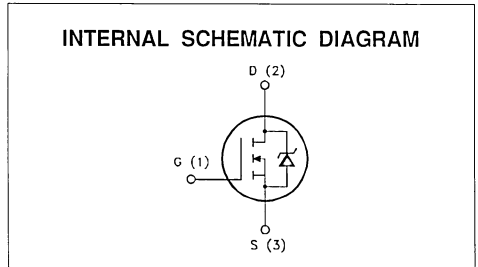 INTERNAL SCHEMATIC DIAGRAM
D (2)
G (1)
S (3)